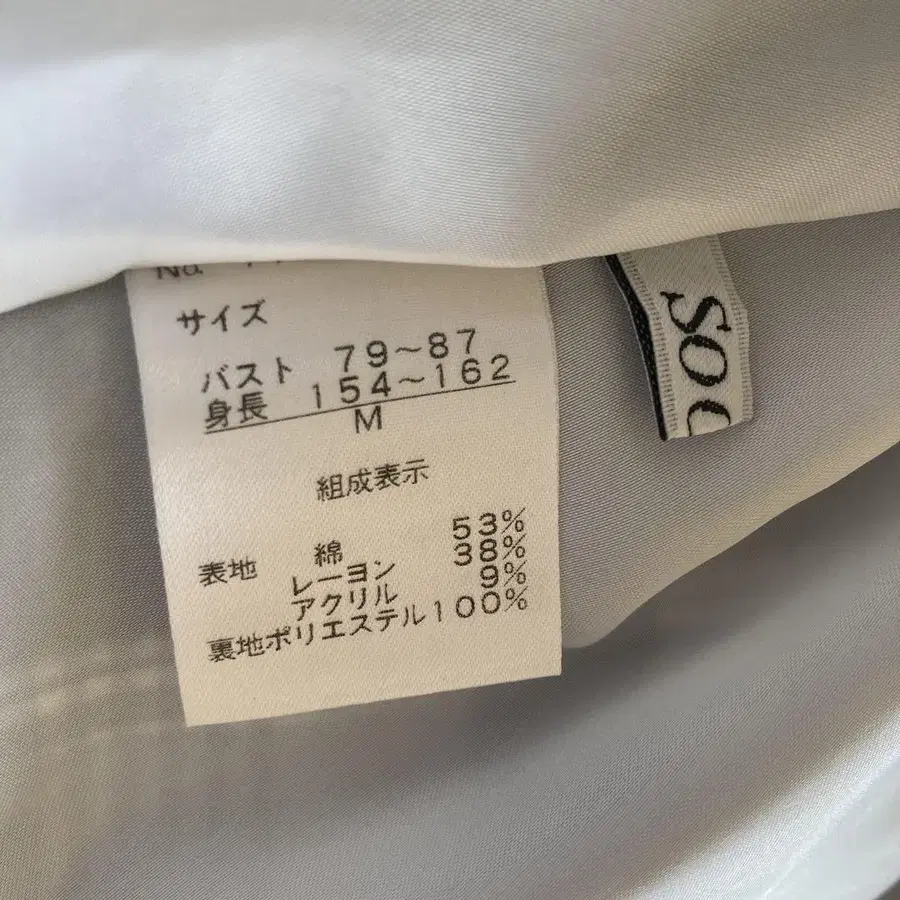 サイズ
バスト 79～87
身長 154～162
M
組成表示
表地 綿 53%
レーヨン 38%
アクリル 9%
裏地ポリエステル100%
SO